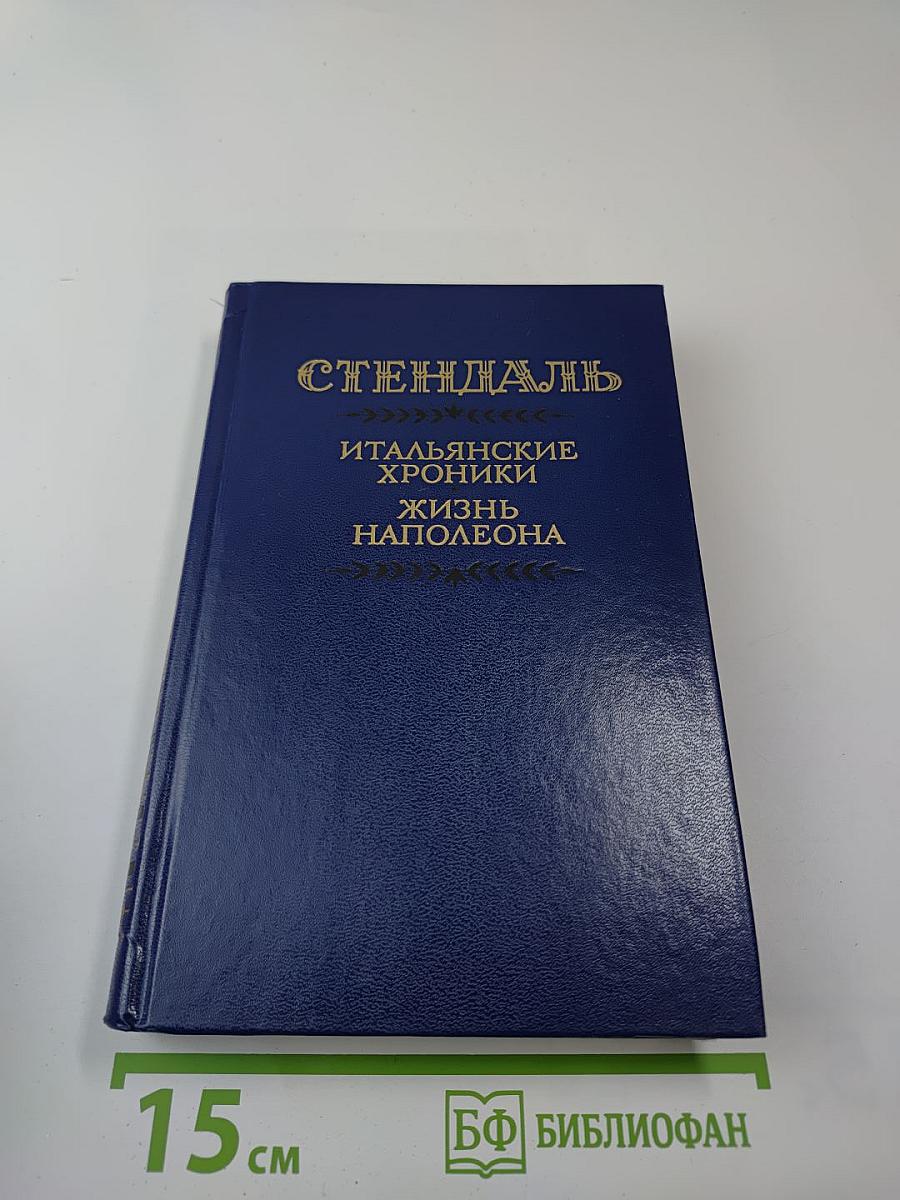 СТЕНДАЛЬ
ИТАЛЬЯНСКИЕ
ХРОНИКИ
ЖИЗНЬ
НАПОЛЕОНА
15 см
БФ БИБЛИОФАН